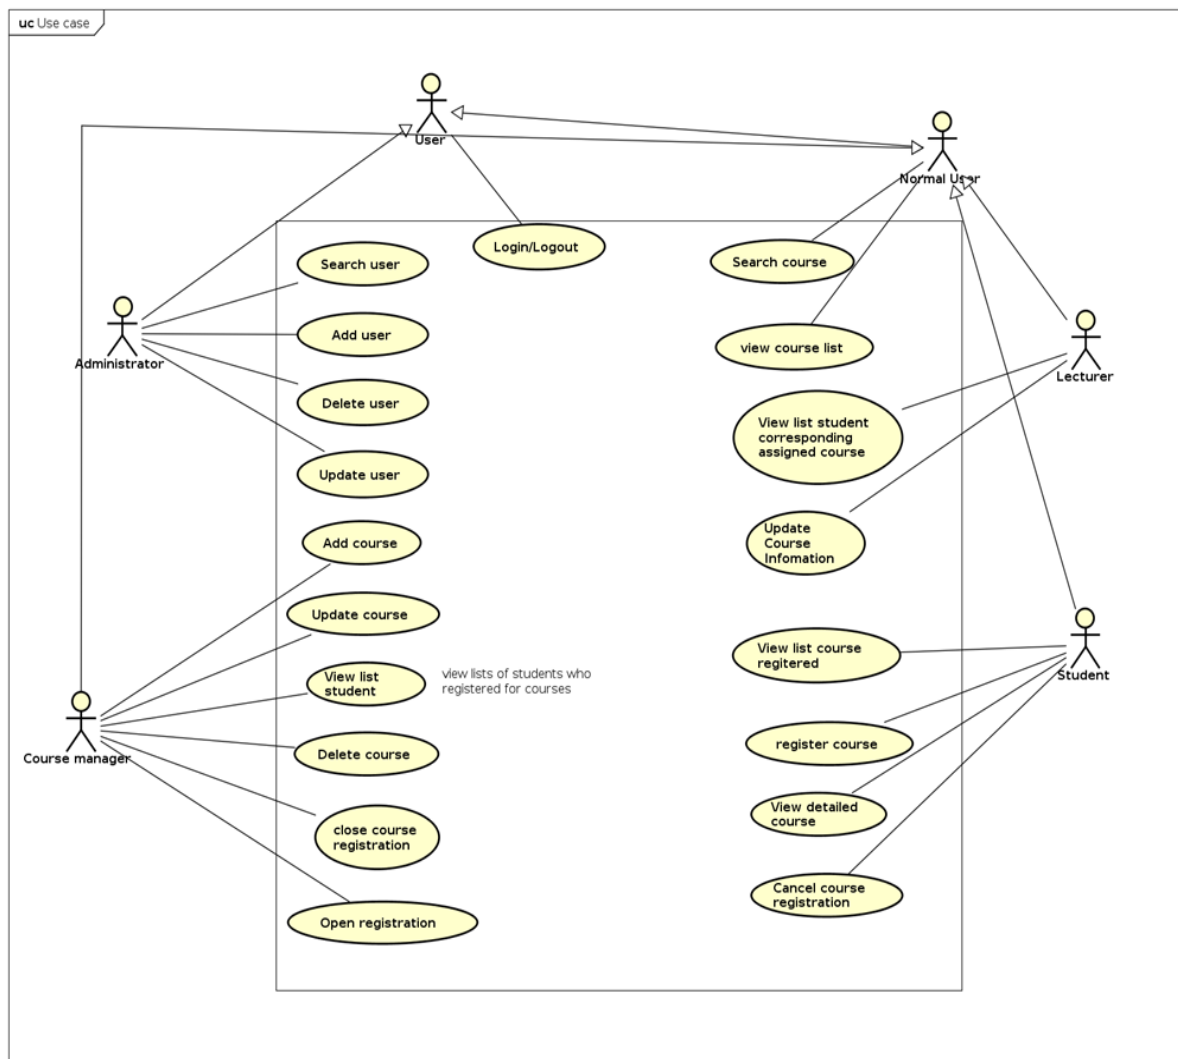 uc Use case
User
Normal User
Login/Logout
Search user
Search course
Add user
Administrator
view course list
Lecturer
Delete user
View list student
corresponding
assigned course
Update user
Add course
Update
Course
Infomation
Update course
View list course
regitered
View list
student
view lists of students who
registered for courses
Student
Course manager
Delete course
register course
View detailed
course
close course
registration
Cancel course
registration
Open registration